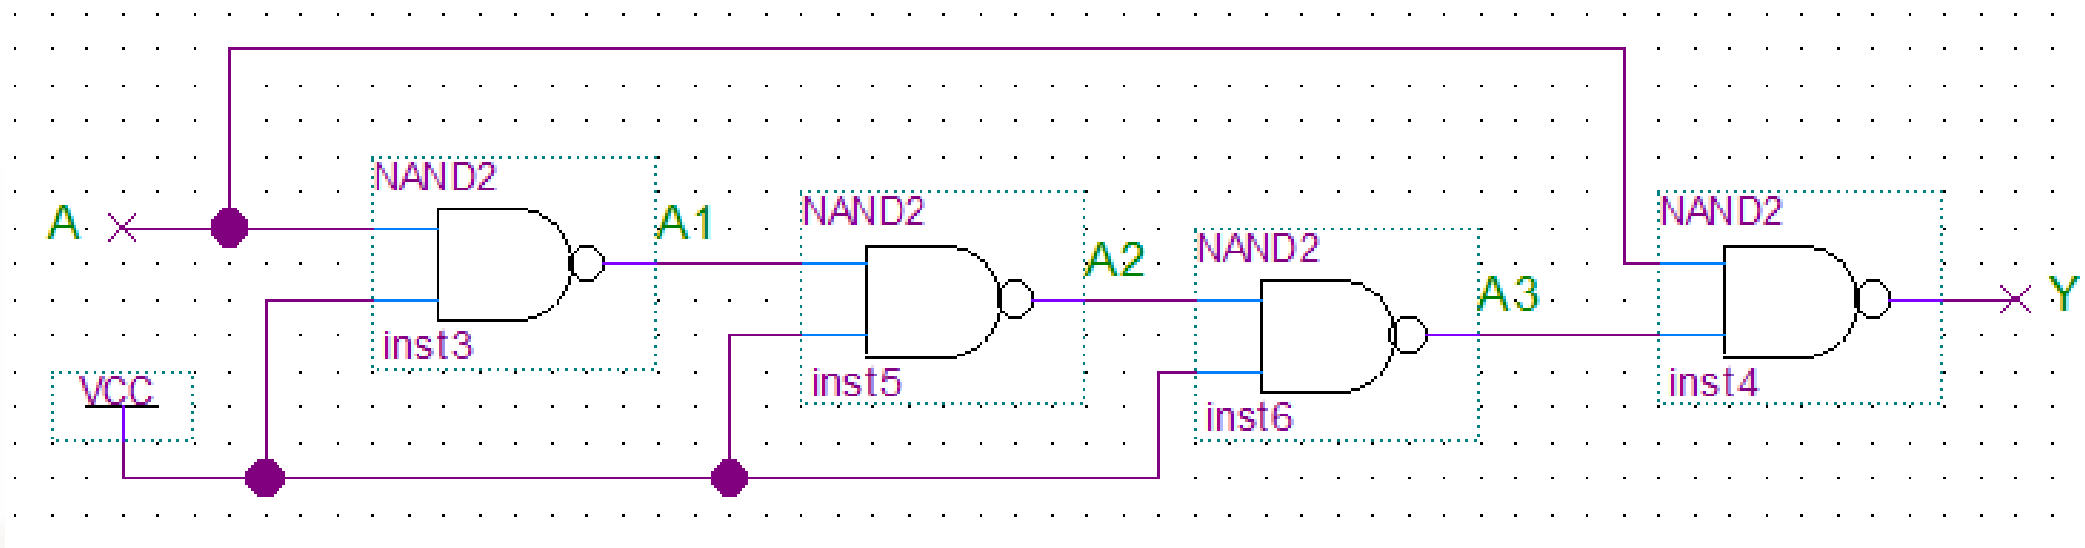 NAND2
A
A1
inst3
VCC
NAND2
A2
inst5
NAND2
A3
inst6
NAND2
Y
inst4